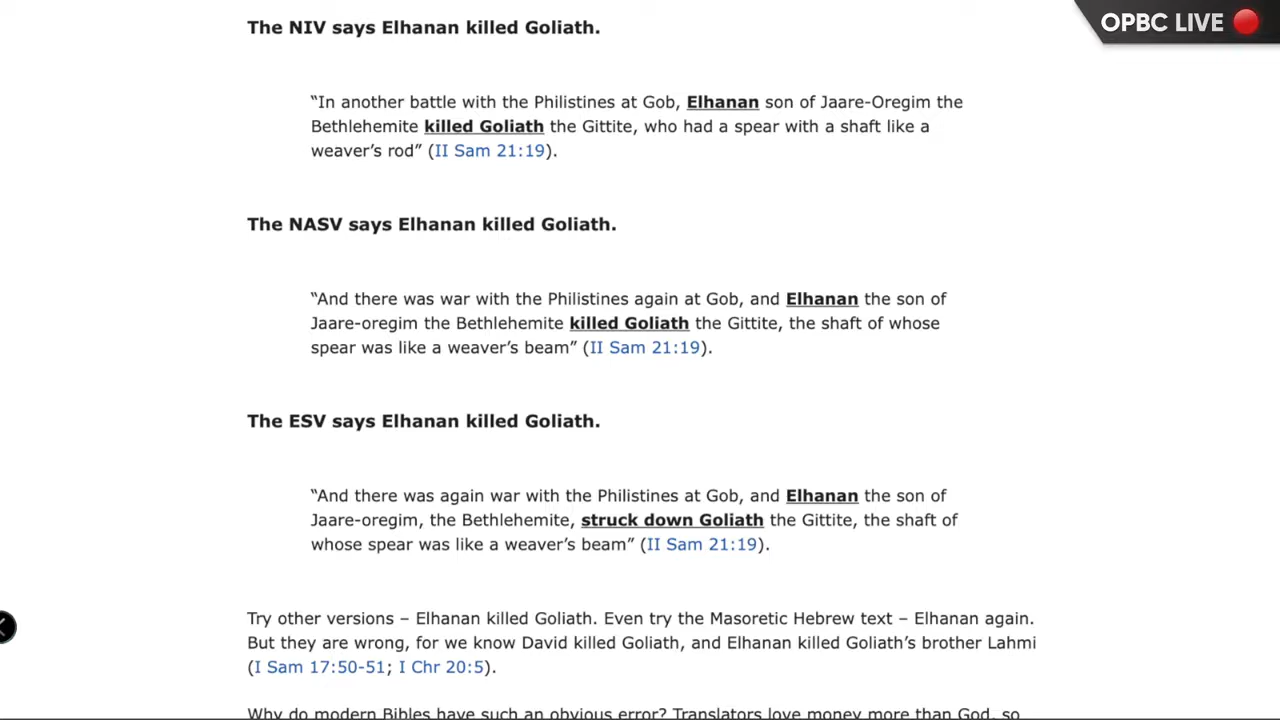 OPBC LIVE
The NIV says Elhanan killed Goliath.
“In another battle with the Philistines at Gob, Elhanan son of Jaare-Oregim the
Bethlehemite killed Goliath the Gittite, who had a spear with a shaft like a
weaver’s rod” (II Sam 21:19).
The NASV says Elhanan killed Goliath.
“And there was war with the Philistines again at Gob, and Elhanan the son of
Jaare-oregim the Bethlehemite killed Goliath the Gittite, the shaft of whose
spear was like a weaver’s beam” (II Sam 21:19).
The ESV says Elhanan killed Goliath.
“And there was again war with the Philistines at Gob, and Elhanan the son of
Jaare-oregim, the Bethlehemite, struck down Goliath the Gittite, the shaft of
whose spear was like a weaver’s beam” (II Sam 21:19).
Try other versions – Elhanan killed Goliath. Even try the Masoretic Hebrew text – Elhanan again.
But they are wrong, for we know David killed Goliath, and Elhanan killed Goliath’s brother Lahmi
(I Sam 17:50-51; I Chr 20:5).
Why do modern Bibles have such an obvious error? Translators love money more than God, so